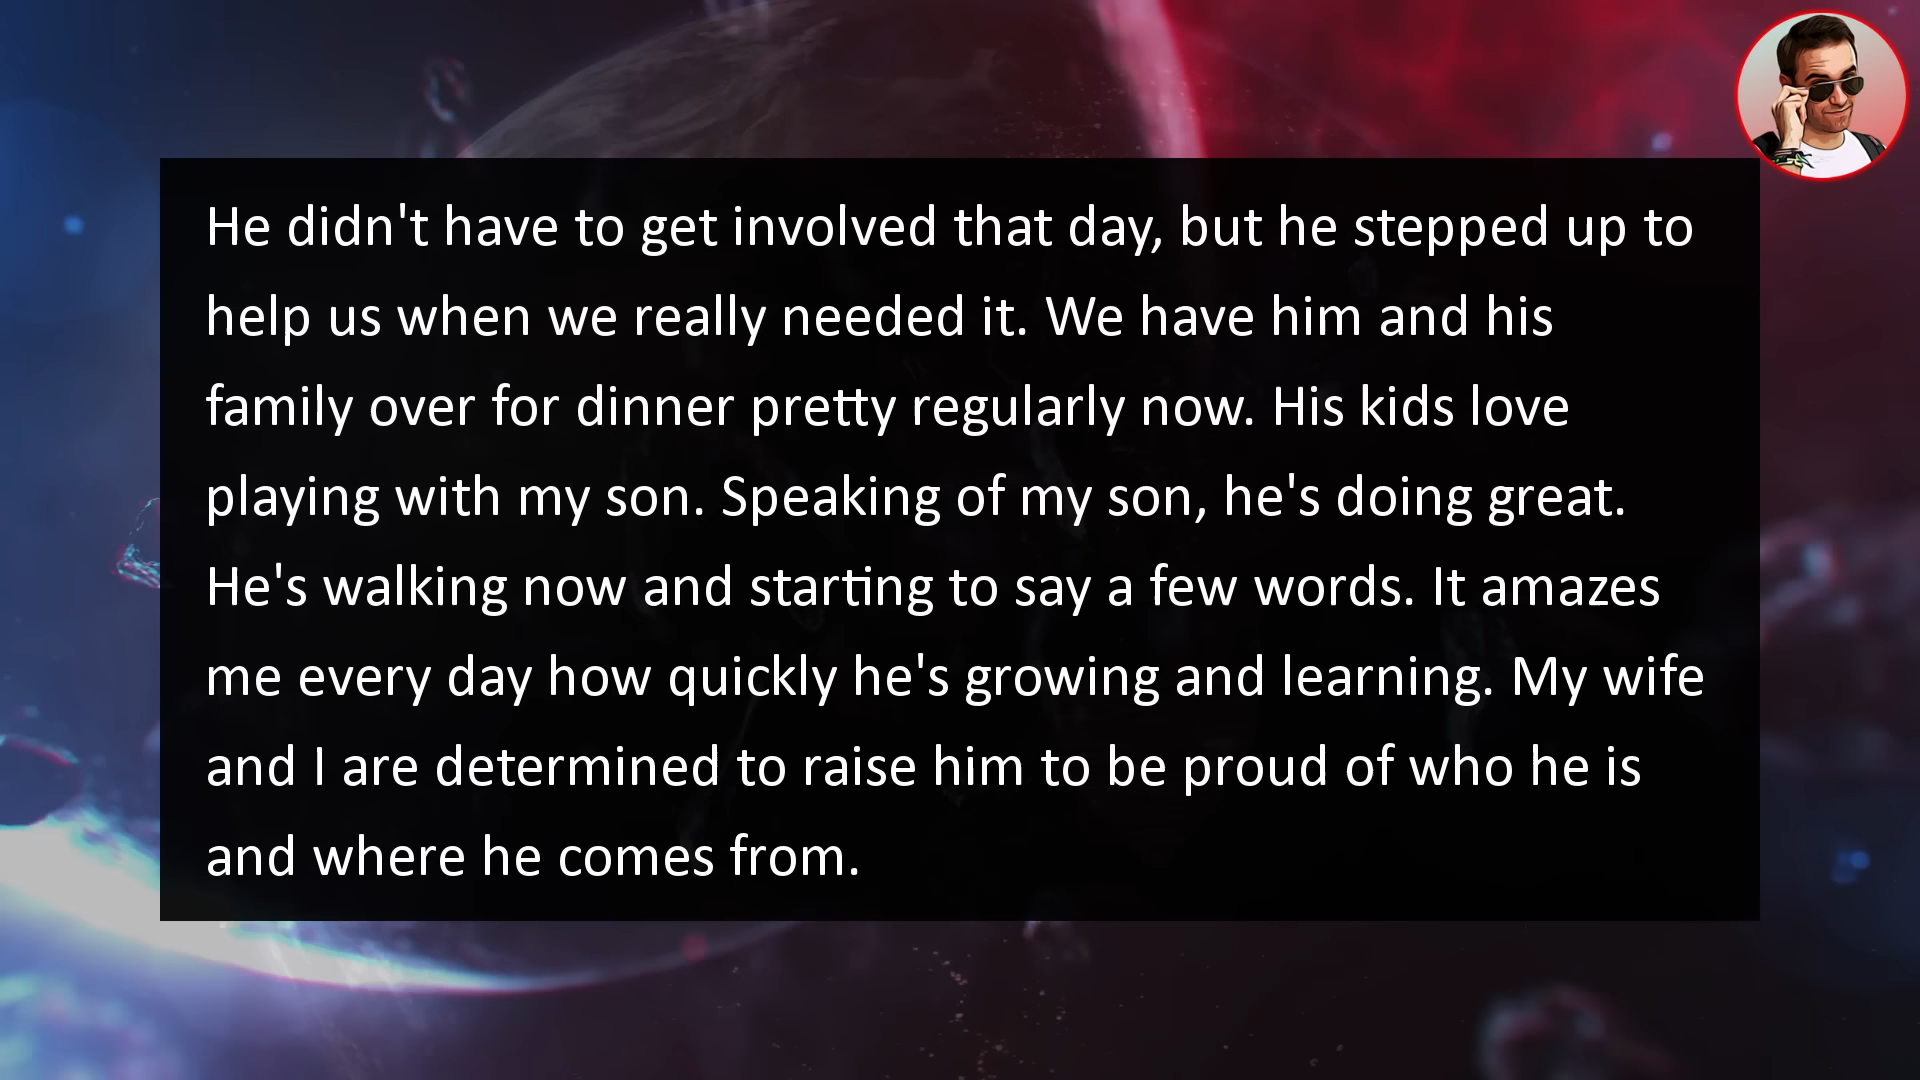 He didn't have to get involved that day, but he stepped up to
help us when we really needed it. We have him and his
family over for dinner pretty regularly now. His kids love
playing with my son. Speaking of my son, he's doing great.
He's walking now and starting to say a few words. It amazes
me every day how quickly he's growing and learning. My wife
and I are determined to raise him to be proud of who he is
and where he comes from.